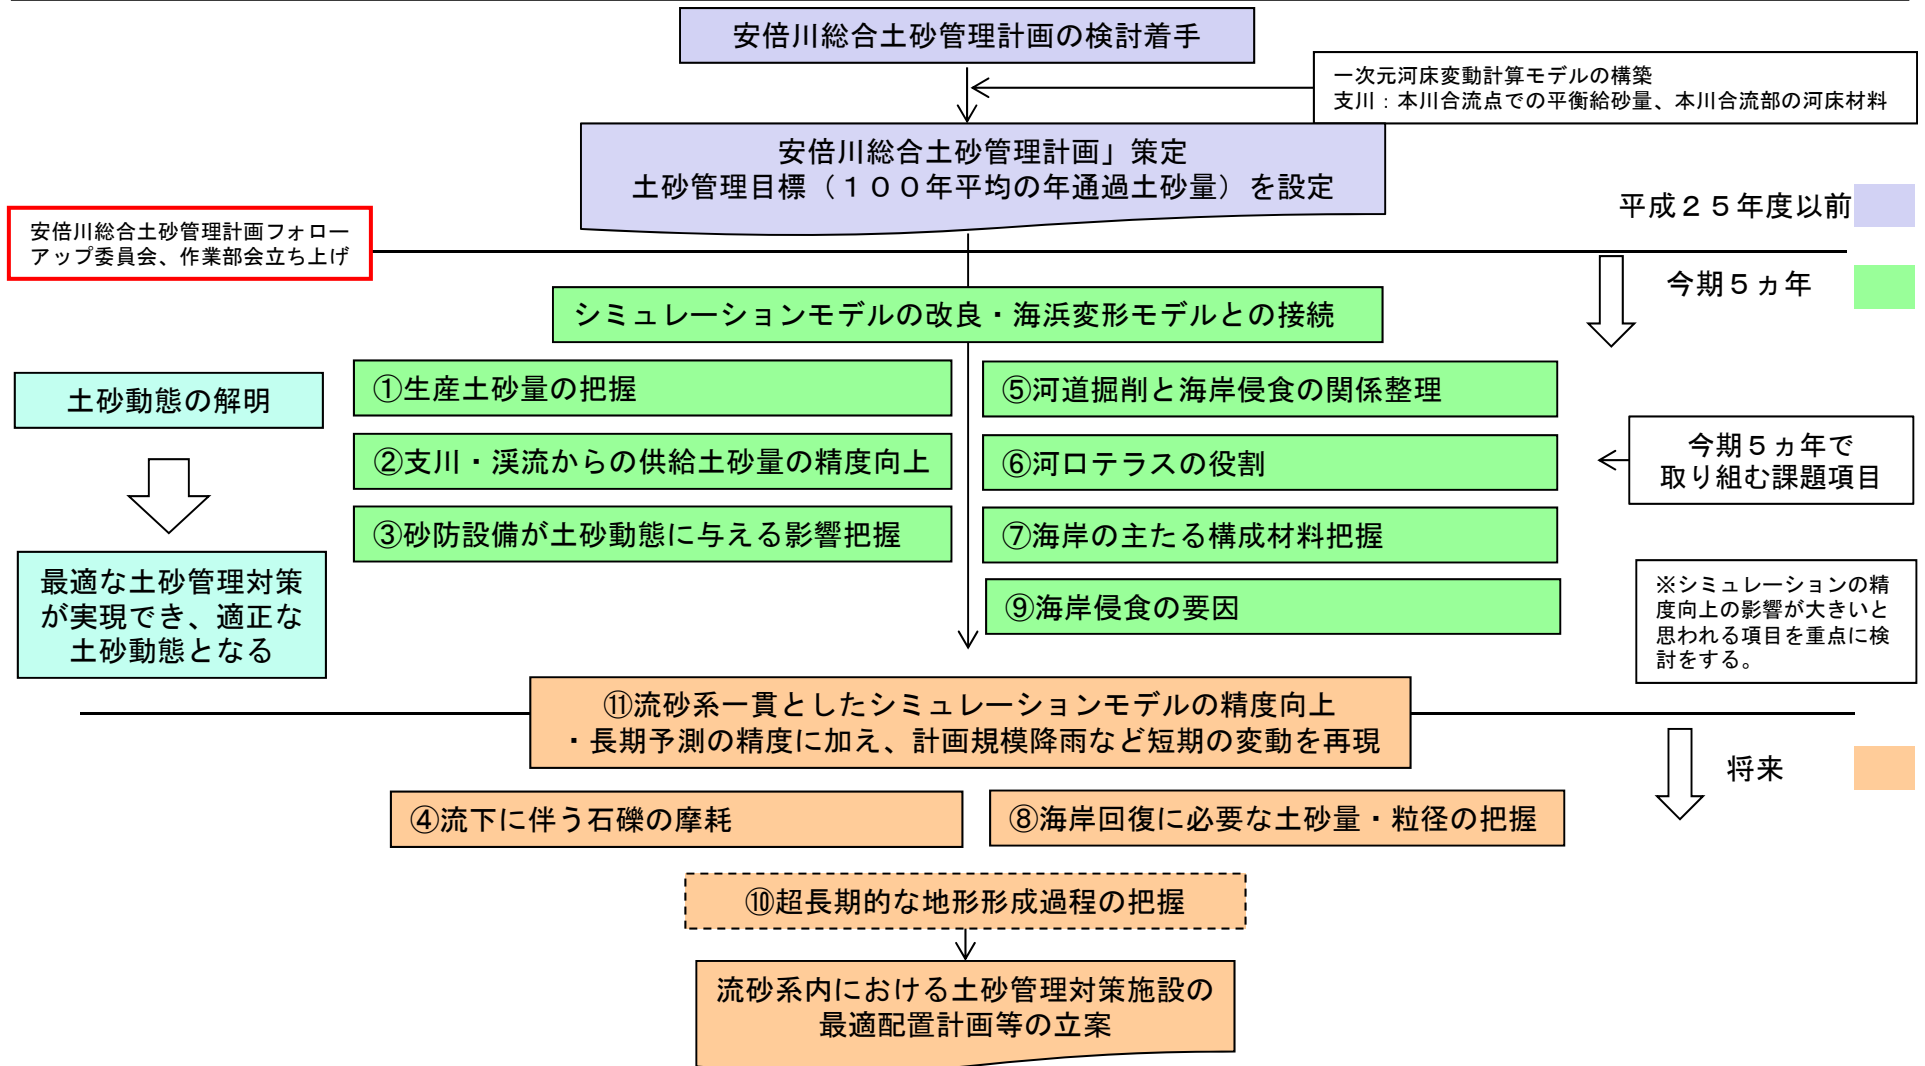 安倍川総合土砂管理計画の検討着手
一次元河床変動計算モデルの構築
支川：本川合流点での平衡給砂量、本川合流部の河床材料
安倍川総合土砂管理計画」策定
土砂管理目標（１００年平均の年通過土砂量）を設定
平成２５年度以前
安倍川総合土砂管理計画フォロー
アップ委員会、作業部会立ち上げ
今期５ヵ年
シミュレーションモデルの改良・海浜変形モデルとの接続
土砂動態の解明
①生産土砂量の把握
②支川・渓流からの供給土砂量の精度向上
③砂防設備が土砂動態に与える影響把握
⑤河道掘削と海岸侵食の関係整理
⑥河口テラスの役割
⑦海岸の主たる構成材料把握
⑨海岸侵食の要因
今期５ヵ年で
取り組む課題項目
最適な土砂管理対策
が実現でき、適正な
土砂動態となる
※シミュレーションの精
度向上の影響が大きいと
思われる項目を重点に検
討をする。
⑪流砂系一貫としたシミュレーションモデルの精度向上
・長期予測の精度に加え、計画規模降雨など短期の変動を再現
将来
④流下に伴う石礫の摩耗
⑧海岸回復に必要な土砂量・粒径の把握
⑩超長期的な地形形成過程の把握
流砂系内における土砂管理対策施設の
最適配置計画等の立案